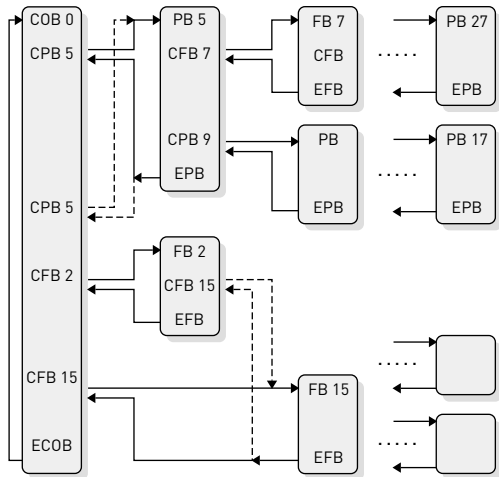 COB 0
CPB 5
CPB 5
CFB 2
CFB 15
ECOB
PB 5
CFB 7
CPB 9
EPB
FB 2
CFB 15
EFB
FB 7
CFB
EFB
PB
EPB
FB 15
EFB
PB 27
EPB
PB 17
EPB